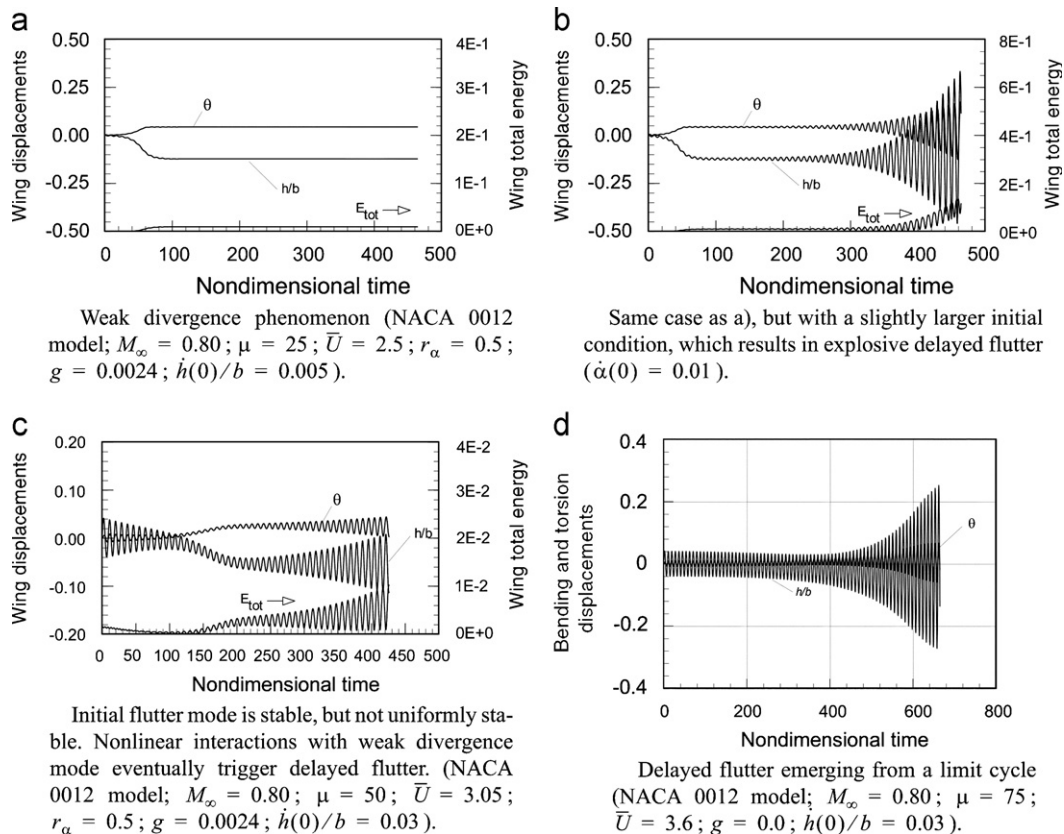 a
Wing displacements
0.50
0.25
0.00
-0.25
-0.50
θ
h/b
E_tot
4E-1
3E-1
2E-1
1E-1
0E+0
Wing total energy
0 100 200 300 400 500
Nondimensional time
Weak divergence phenomenon (NACA 0012
model; M∞ = 0.80 ; μ = 25 ; U̅ = 2.5 ; r_α = 0.5 ;
g = 0.0024 ; ḣ(0)/b = 0.005 ).
b
Wing displacements
0.50
0.25
0.00
-0.25
-0.50
θ
h/b
E_tot
8E-1
6E-1
4E-1
2E-1
0E+0
Wing total energy
0 100 200 300 400 500
Nondimensional time
Same case as a), but with a slightly larger initial
condition, which results in explosive delayed flutter
( α̇(0) = 0.01 ).
c
Wing displacements
0.20
0.10
0.00
-0.10
-0.20
θ
h/b
E_tot
4E-2
3E-2
2E-2
1E-2
0E+0
Wing total energy
0 50 100 150 200 250 300 350 400 450 500
Nondimensional time
Initial flutter mode is stable, but not uniformly sta-
ble. Nonlinear interactions with weak divergence
mode eventually trigger delayed flutter. (NACA
0012 model; M∞ = 0.80 ; μ = 50 ; U̅ = 3.05 ;
r_α = 0.5 ; g = 0.0024 ; ḣ(0)/b = 0.03 ).
d
Bending and torsion
displacements
0.4
0.2
0
-0.2
-0.4
θ
h/b
0 200 400 600 800
Nondimensional time
Delayed flutter emerging from a limit cycle
(NACA 0012 model; M∞ = 0.80 ; μ = 75 ;
U̅ = 3.6 ; g = 0.0 ; ḣ(0)/b = 0.03 ).